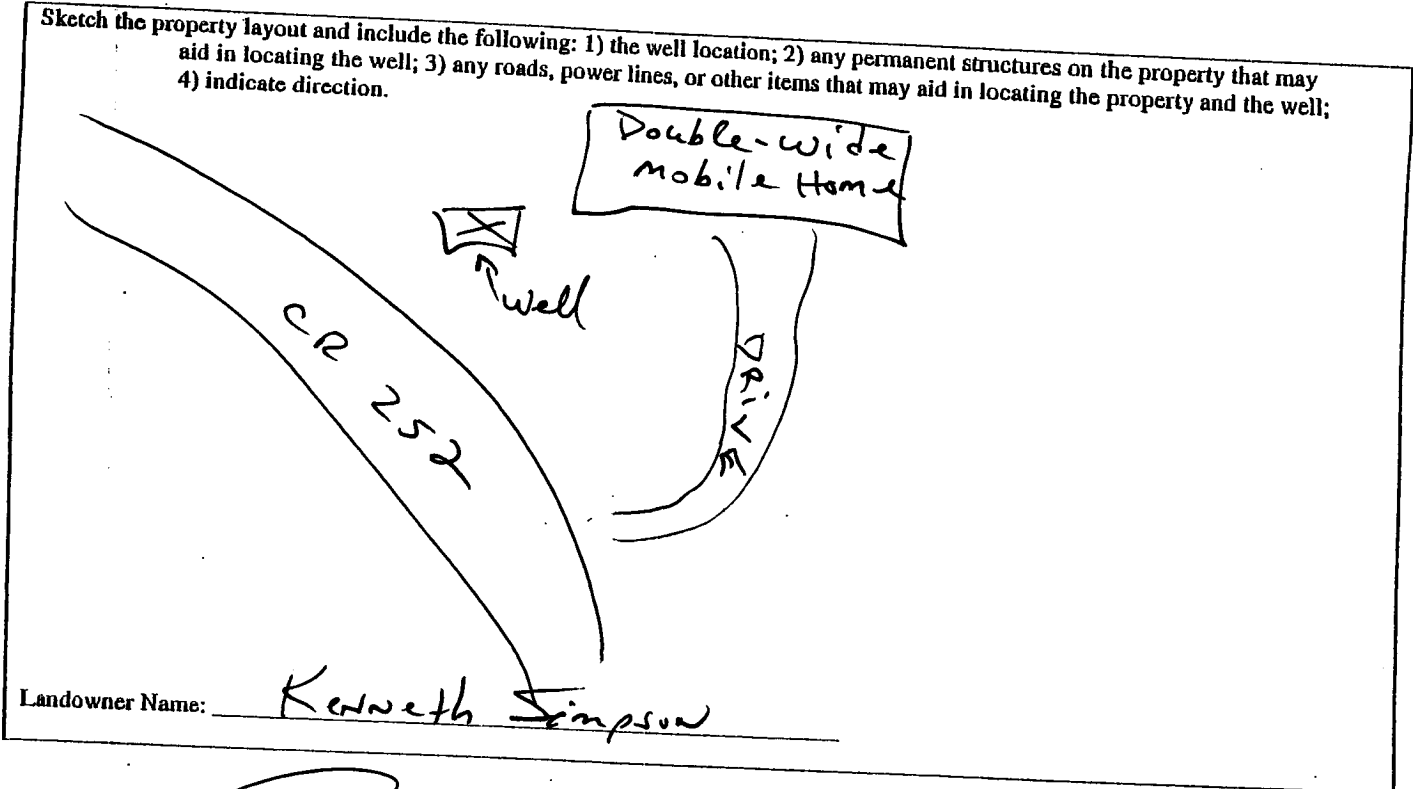 Sketch the property layout and include the following: 1) the well location; 2) any permanent structures on the property that may
aid in locating the well; 3) any roads, power lines, or other items that may aid in locating the property and the well;
4) indicate direction.
Double-wide
Mobile Home
Well
CR 252
DRiVE
Landowner Name: Kenneth Simpson